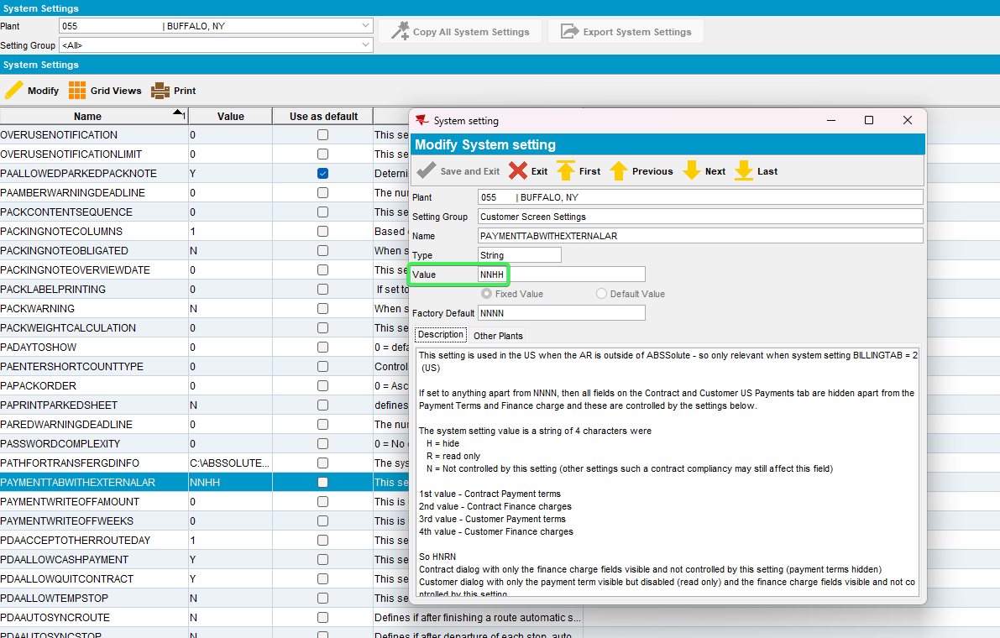 System Settings
Plant 055 | BUFFALO, NY Copy All System Settings Export System Settings
Setting Group <All>
System Settings
Modify Grid Views Print
Name 1 Value Use as default
OVERUSENOTIFICATION 0 This se
OVERUSENOTIFICATIONLIMIT 0 This se
PAALLOWEDPARKEDPACKNOTE Y Determi
PAAMBERWARNINGDEADLINE 0 The nu
PACKCONTENTSEQUENCE 0 This se
PACKINGNOTECOLUMNS 1 Based
PACKINGNOTEOBLIGATED N When s
PACKINGNOTEOVERVIEWDATE 0 This se
PACKLABELPRINTING 0 If set to
PACKWARNING N When s
PACKWEIGHTCALCULATION 0 This se
PADAYTOSHOW 0 0 = defa
PAENTERSHORTCOUNTTYPE 0 Control
PAPACKORDER 0 0 = Asc
PAPRINTPARKEDSHEET N defines
PAREDWARNINGDEADLINE 0 The nu
PASSWORDCOMPLEXITY 0 0 = No
PATHFORTRANSFERGDINFO C:\ABSSOLUTE... The sys
PAYMENTTABWITHEXTERNALAR NNHH This se
PAYMENTWRITEOFFAMOUNT 0 This is
PAYMENTWRITEOFFWEEKS 0 This is
PDAACCEPTOTHERROUTEDAY 1 This se
PDAALLOWCASHPAYMENT Y This se
PDAALLOWQUITCONTRACT Y This se
PDAALLOWTEMPSTOP N This se
PDAAUTOSYNCROUTE N Defines if after finishing a route automatic s...
PDAAUTOSYNCSTOP N Defines if after departure of each stop, auto
System setting
Modify System setting
Save and Exit Exit First Previous Next Last
Plant 055 | BUFFALO, NY
Setting Group Customer Screen Settings
Name PAYMENTTABWITHEXTERNALAR
Type String
Value NNHH
Fixed Value Default Value
Factory Default NNNN
Description Other Plants
This setting is used in the US when the AR is outside of ABSSolute - so only relevant when system setting BILLINGTAB = 2
(US)
If set to anything apart from NNNN, then all fields on the Contract and Customer US Payments tab are hidden apart from the
Payment Terms and Finance charge and these are controlled by the settings below.
The system setting value is a string of 4 characters were
H = hide
R = read only
N = Not controlled by this setting (other settings such a contract compliancy may still affect this field)
1st value - Contract Payment terms
2nd value - Contract Finance charges
3rd value - Customer Payment terms
4th value - Customer Finance charges
So HNRN
Contract dialog with only the finance charge fields visible and not controlled by this setting (payment terms hidden)
Customer dialog with only the payment term visible but disabled (read only) and the finance charge fields visible and not co
ntrolled by this setting